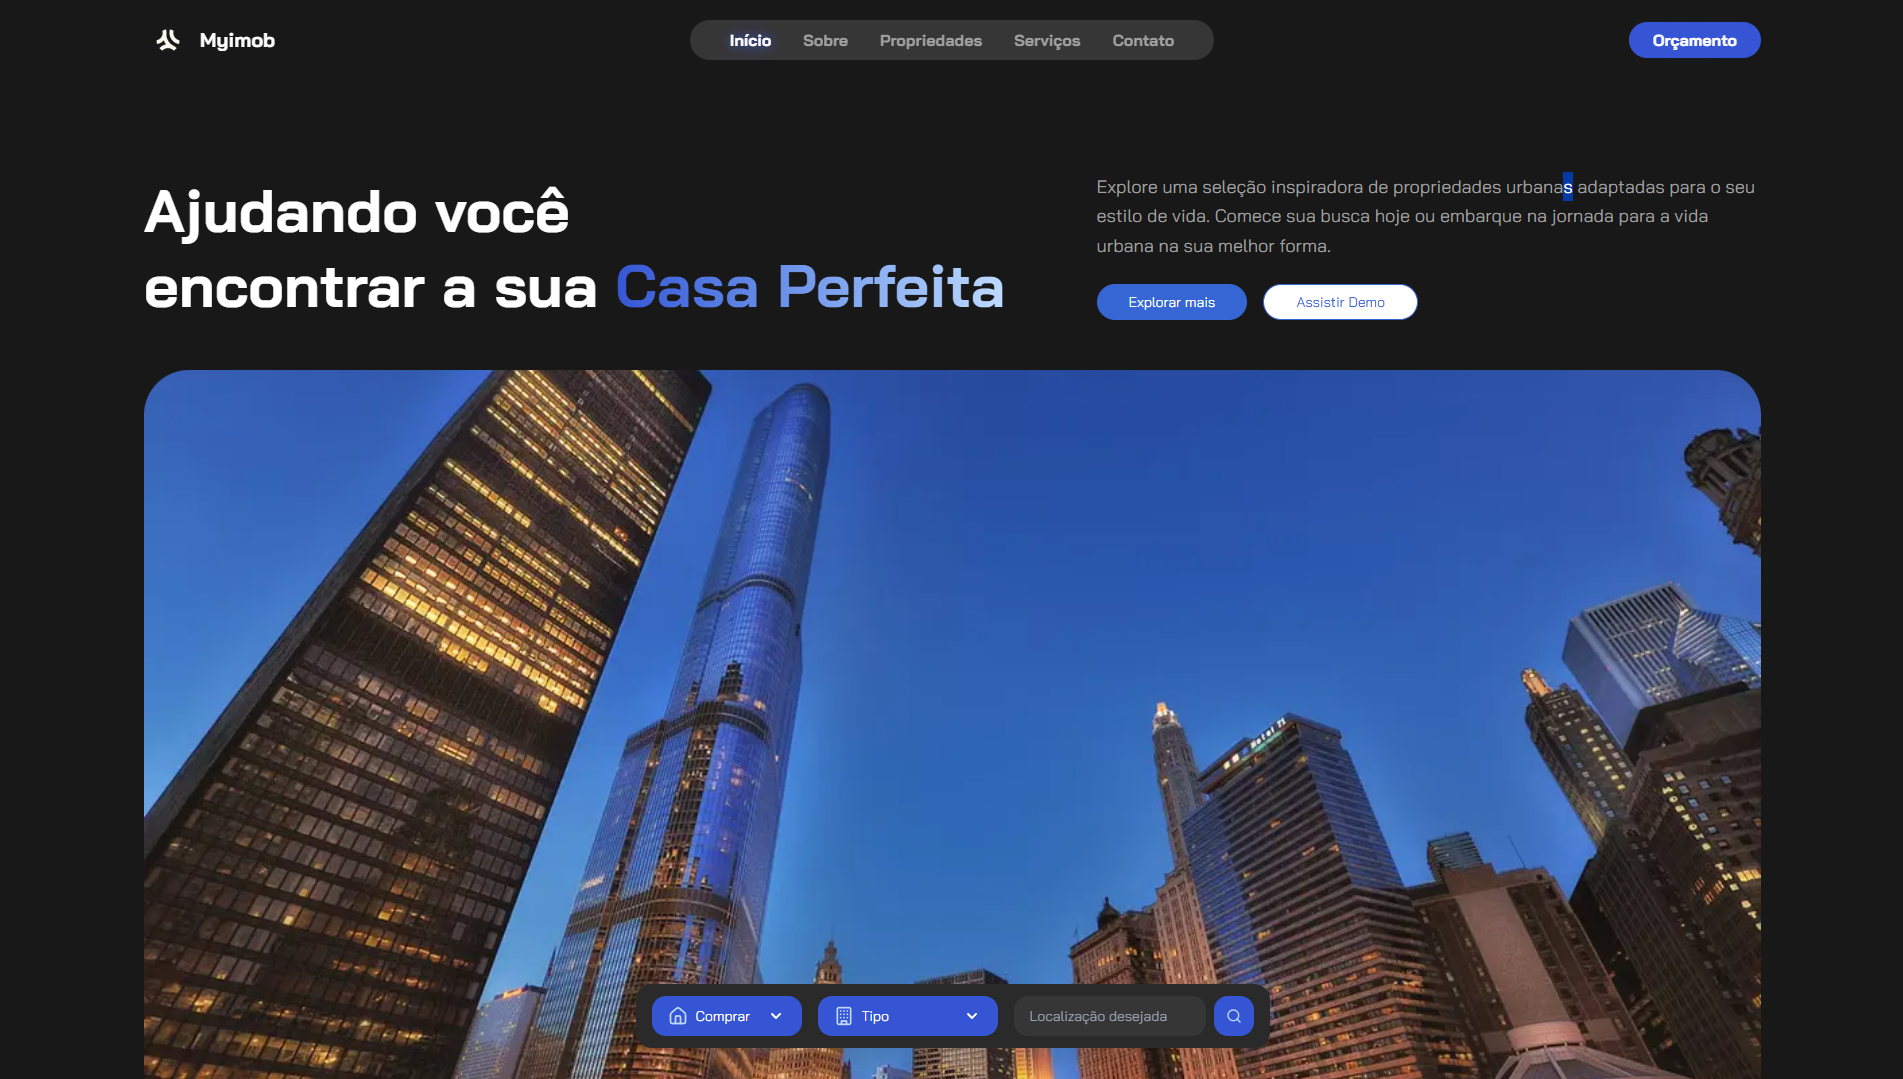 Myimob
Início Sobre Propriedades Serviços Contato
Orçamento
Ajudando você
encontrar a sua Casa Perfeita
Explore uma seleção inspiradora de propriedades urbanas adaptadas para o seu
estilo de vida. Comece sua busca hoje ou embarque na jornada para a vida
urbana na sua melhor forma.
Explorar mais
Assistir Demo
Hotel 71
Comprar
Tipo
Localização desejada